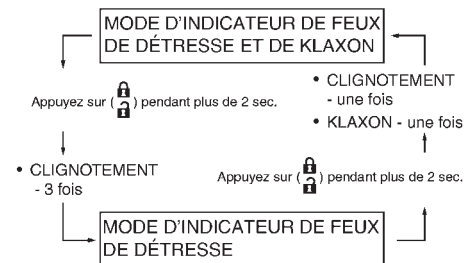 MODE D'INDICATEUR DE FEUX
DE DÉTRESSE ET DE KLAXON
Appuyez sur ( ) pendant plus de 2 sec.
• CLIGNOTEMENT
- 3 fois
• CLIGNOTEMENT
- une fois
• KLAXON - une fois
Appuyez sur ( ) pendant plus de 2 sec.
MODE D'INDICATEUR DE FEUX
DE DÉTRESSE